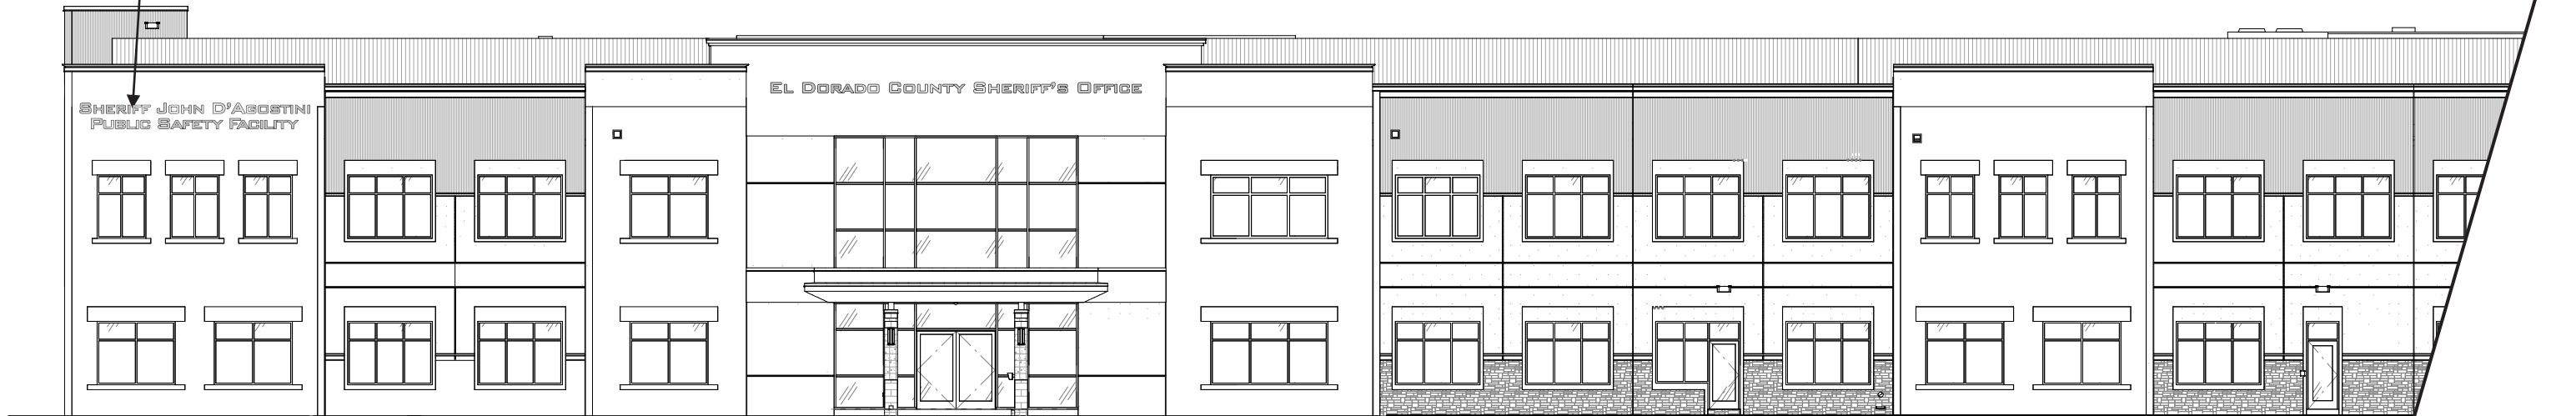 EL DORADO COUNTY SHERIFF'S OFFICE
SHERIFF JOHN D'AGOSTINI
PUBLIC SAFETY FACILITY